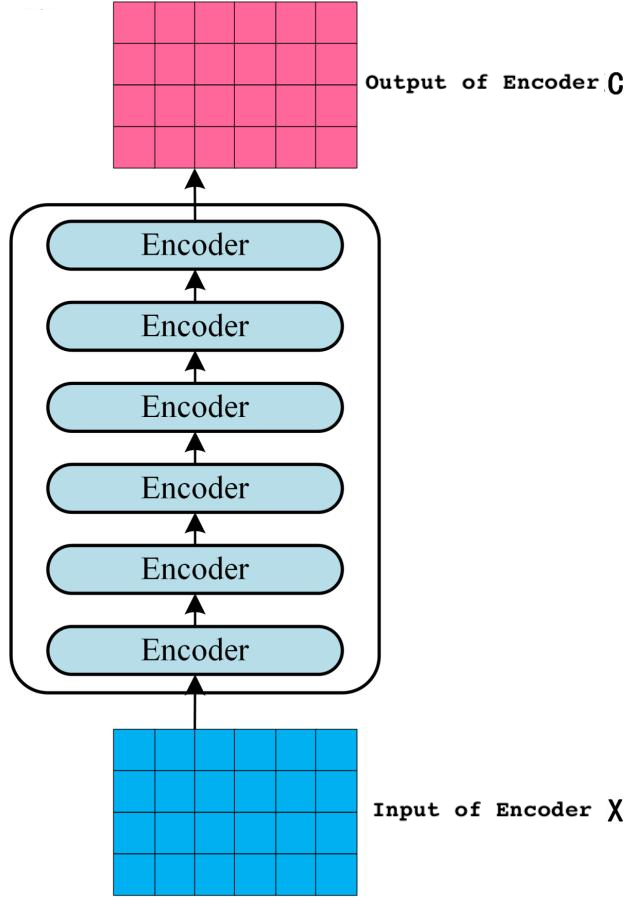 Output of Encoder C
Encoder
Encoder
Encoder
Encoder
Encoder
Encoder
Input of Encoder X